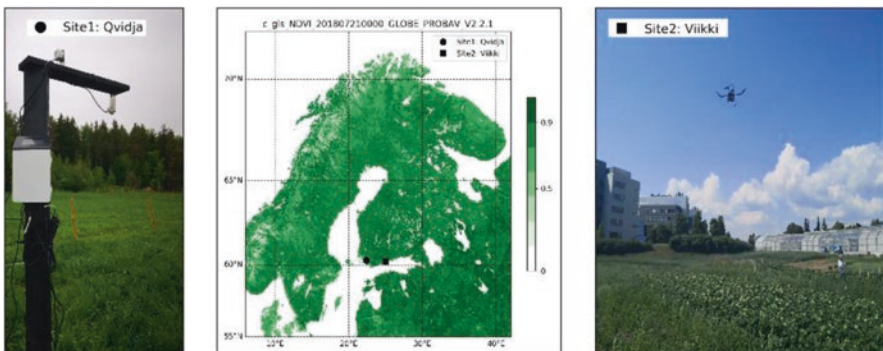 Site1: Qvidja
c_gls_NDVI_201807210000_GLOBE_PROBAV_V2.2.1
Site1: Qvidja
Site2: Viikki
70°N
65°N
60°N
55°N
10°E
20°E
30°E
40°E
0.9
0.5
0
Site2: Viikki